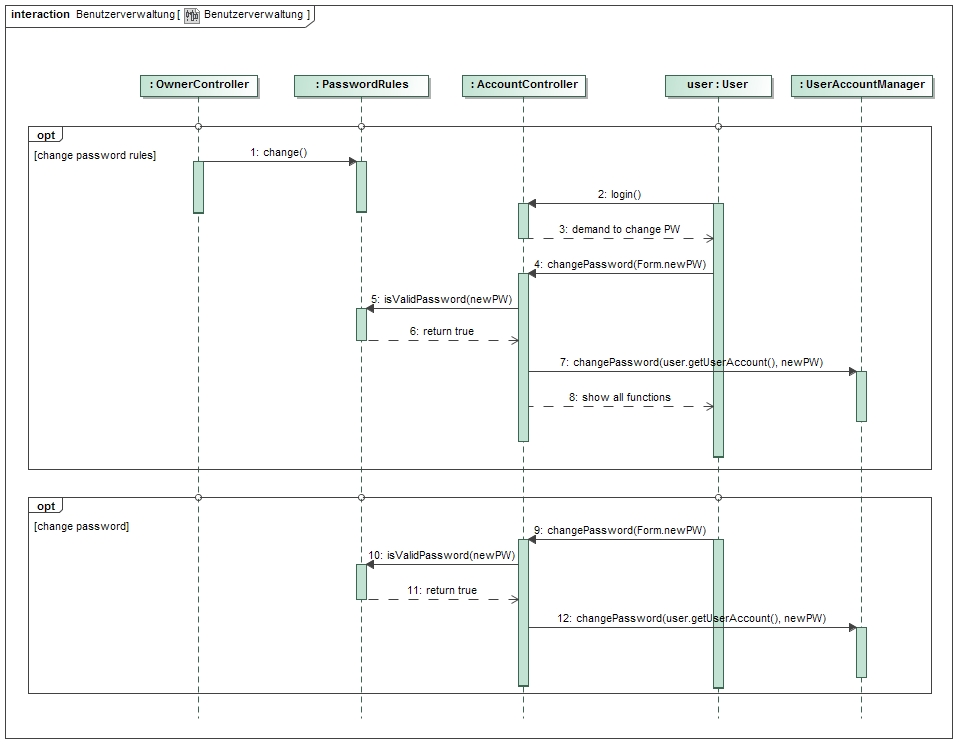 interaction Benutzerverwaltung [ Benutzerverwaltung ]
: OwnerController
: PasswordRules
: AccountController
user : User
: UserAccountManager
opt
[change password rules]
1: change()
2: login()
3: demand to change PW
4: changePassword(Form.newPW)
5: isValidPassword(newPW)
6: return true
7: changePassword(user.getUserAccount(), newPW)
8: show all functions
opt
[change password]
9: changePassword(Form.newPW)
10: isValidPassword(newPW)
11: return true
12: changePassword(user.getUserAccount(), newPW)